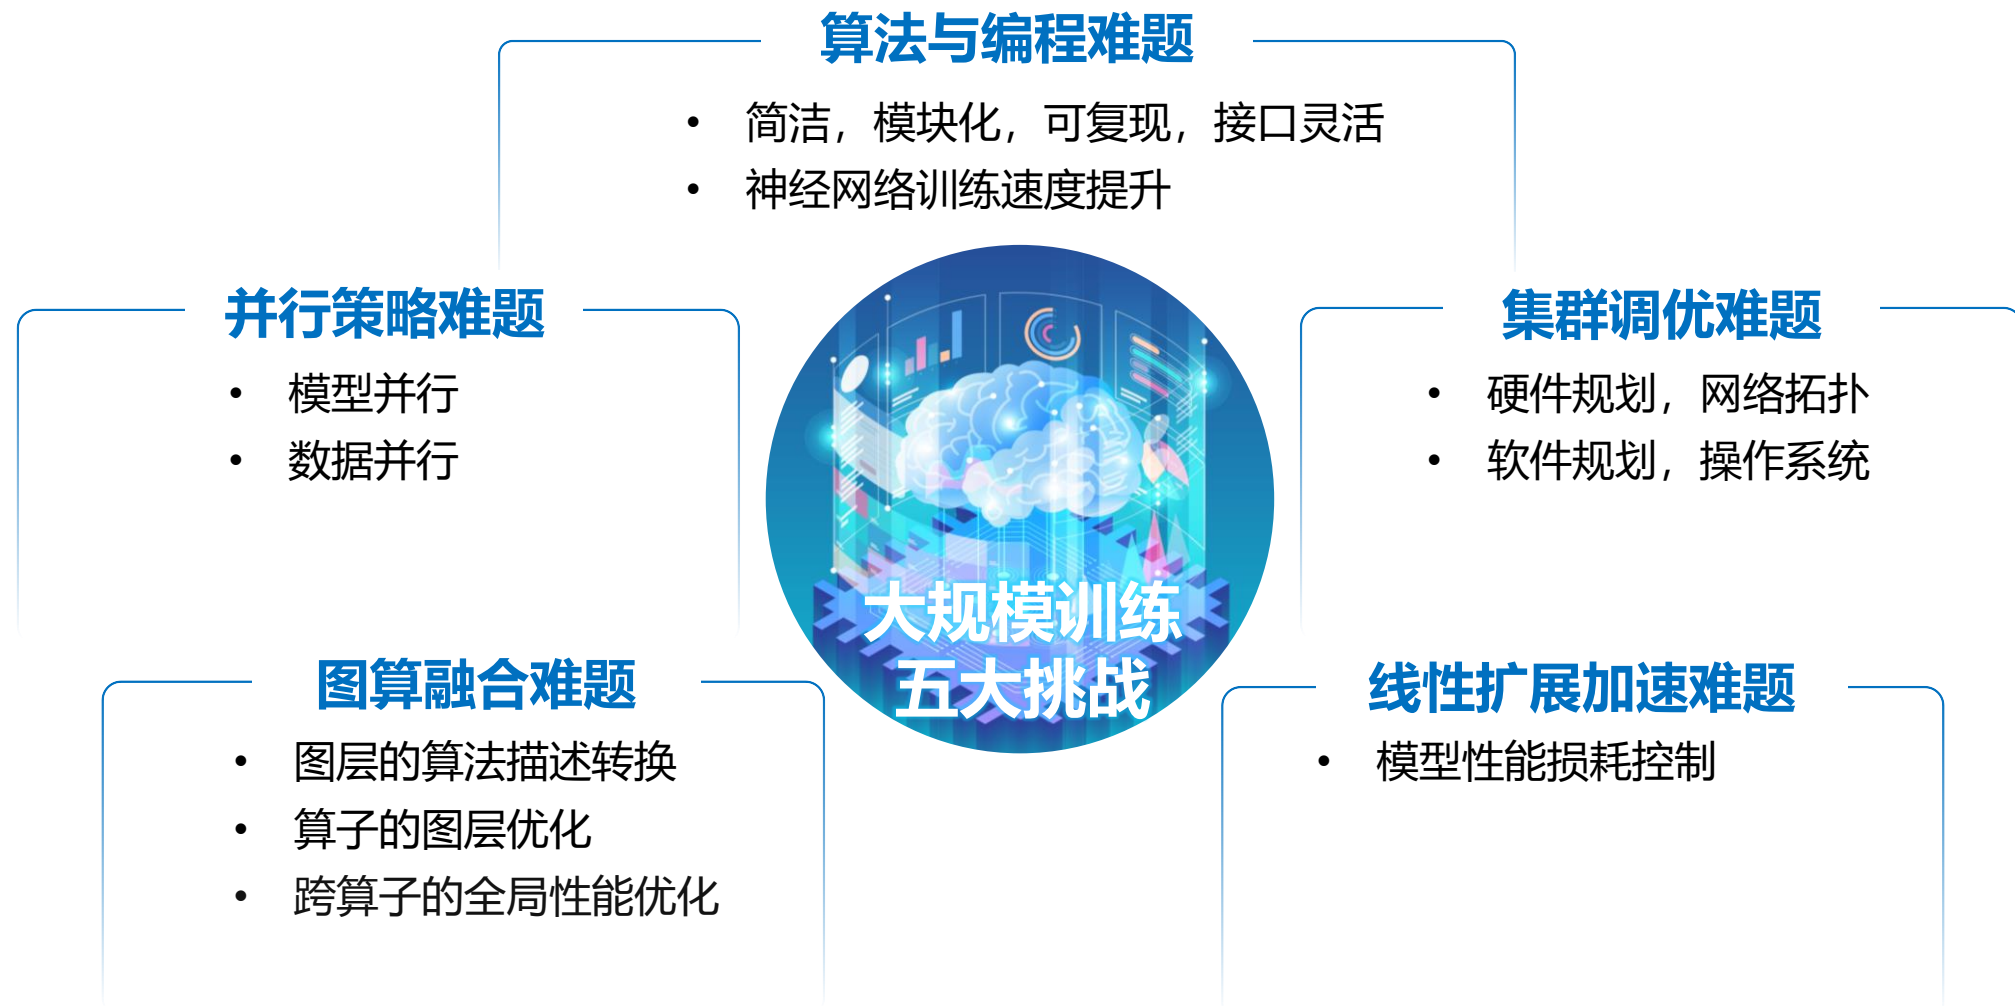 算法与编程难题
• 简洁，模块化，可复现，接口灵活
• 神经网络训练速度提升
并行策略难题
• 模型并行
• 数据并行
集群调优难题
• 硬件规划，网络拓扑
• 软件规划，操作系统
大规模训练
五大挑战
图算融合难题
• 图层的算法描述转换
• 算子的图层优化
• 跨算子的全局性能优化
线性扩展加速难题
• 模型性能损耗控制